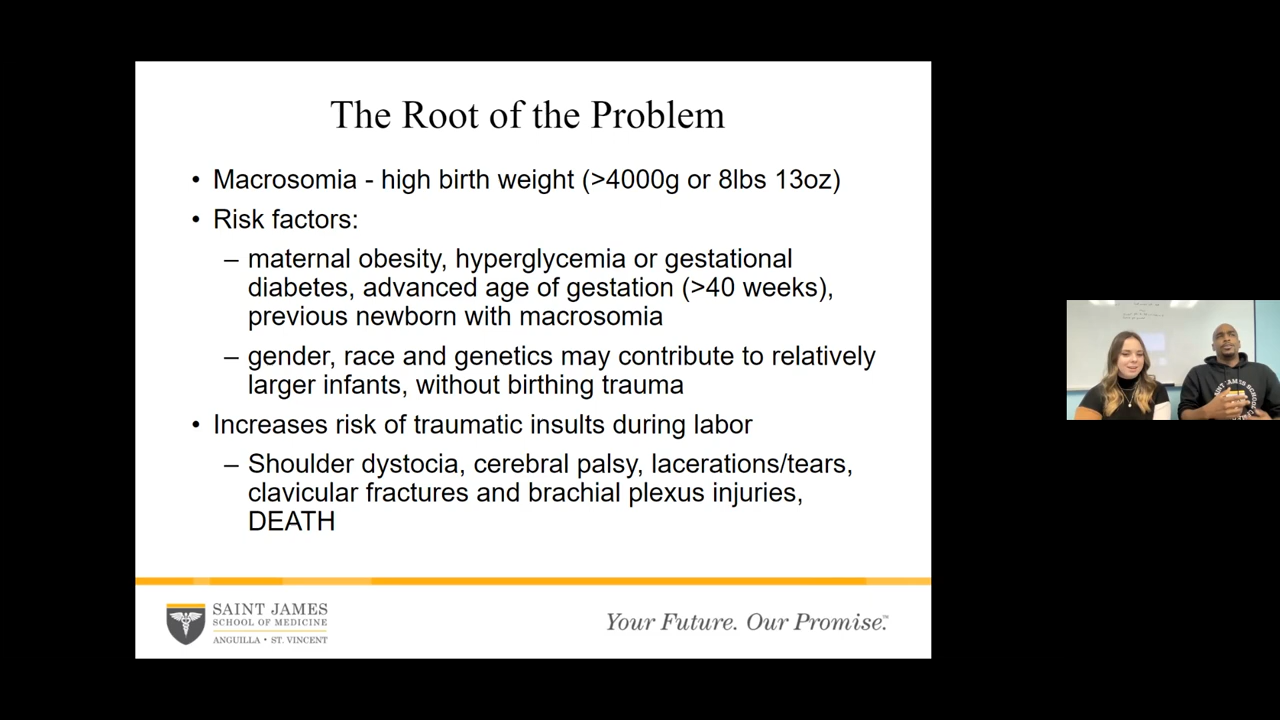 The Root of the Problem
• Macrosomia - high birth weight (>4000g or 8lbs 13oz)
• Risk factors:
– maternal obesity, hyperglycemia or gestational
diabetes, advanced age of gestation (>40 weeks),
previous newborn with macrosomia
– gender, race and genetics may contribute to relatively
larger infants, without birthing trauma
• Increases risk of traumatic insults during labor
– Shoulder dystocia, cerebral palsy, lacerations/tears,
clavicular fractures and brachial plexus injuries,
DEATH
SAINT JAMES
SCHOOL OF MEDICINE
ANGUILLA • ST. VINCENT
Your Future. Our Promise.™